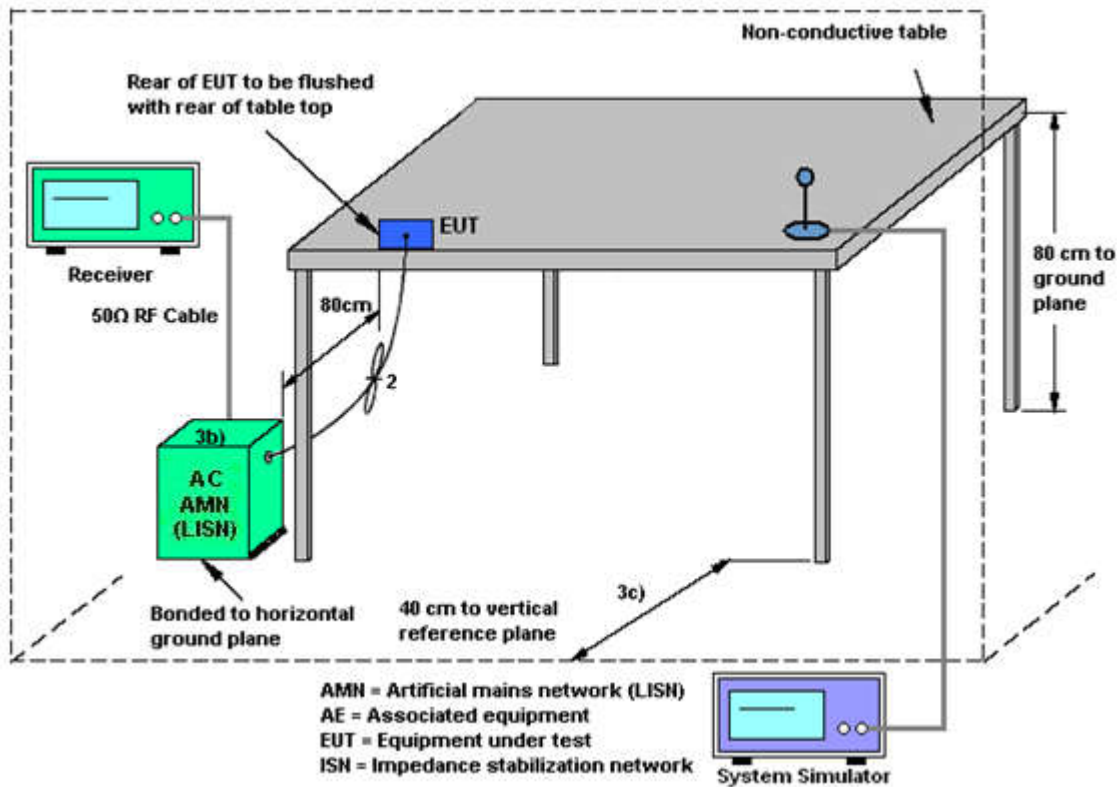 Non-conductive table
Rear of EUT to be flushed
with rear of table top
EUT
Receiver
80cm
80 cm to
ground
plane
50Ω RF Cable
2
3b)
AC
AMN
(LISN)
3c)
Bonded to horizontal
ground plane
40 cm to vertical
reference plane
AMN = Artificial mains network (LISN)
AE = Associated equipment
EUT = Equipment under test
ISN = Impedance stabilization network
System Simulator